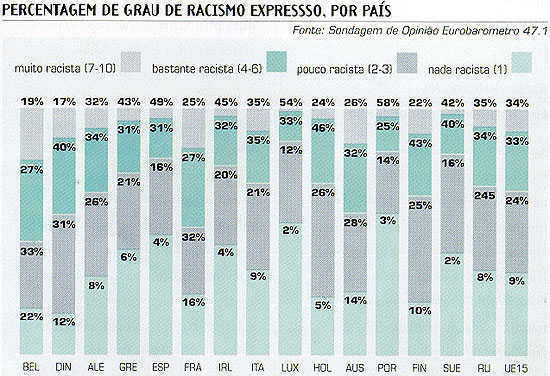 PERCENTAGEM DE GRAU DE RACISMO EXPRESSSO, POR PAÍS
Fonte: Sondagem de Opinião Eurobarometro 47.1
muito racista (7-10) bastante racista (4-6) pouco racista (2-3) nada racista (1)
19% 17% 32% 43% 49% 25% 45% 35% 54% 24% 26% 58% 22% 42% 35% 34%
27% 40% 34% 31% 31% 27% 32% 35% 33% 46% 32% 25% 43% 40% 34% 33%
33% 31% 26% 21% 16% 32% 20% 21% 12% 26% 28% 14% 25% 16% 245 24%
22% 12% 8% 6% 4% 16% 4% 9% 2% 5% 14% 3% 10% 2% 8% 9%
BEL DIN ALE GRE ESP FRA IRL ITA LUX HOL AUS POR FIN SUE RU UE15